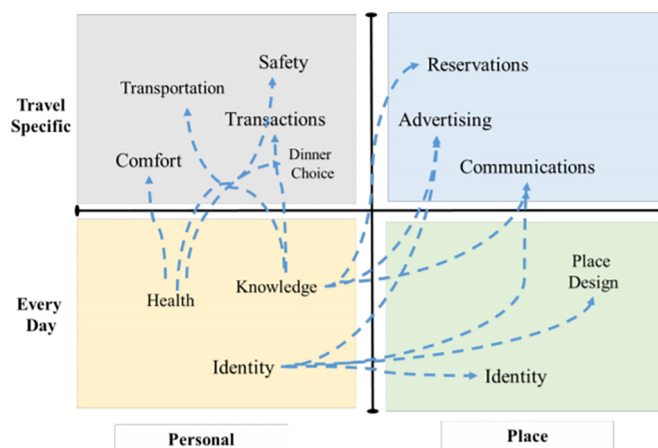 Safety
Reservations
Transportation
Travel
Specific
Transactions
Advertising
Dinner
Choice
Comfort
Communications
Place
Design
Health
Knowledge
Every
Day
Identity
Identity
Personal
Place